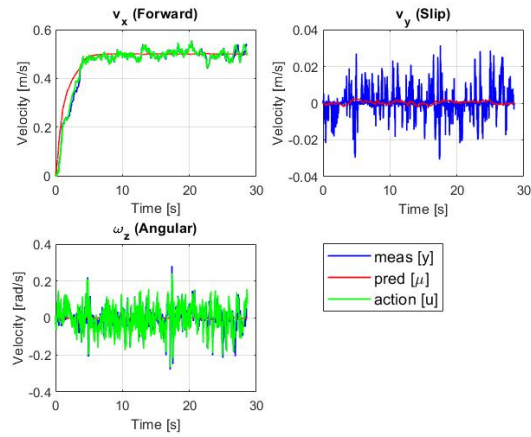 v_x (Forward)
Velocity [m/s]
0.6
0.4
0.2
0
0
10
20
30
Time [s]
v_y (Slip)
Velocity [m/s]
0.04
0.02
0
-0.02
-0.04
0
10
20
30
Time [s]
ω_z (Angular)
Velocity [rad/s]
0.4
0.2
0
-0.2
-0.4
0
10
20
30
Time [s]
meas [y]
pred [μ]
action [u]